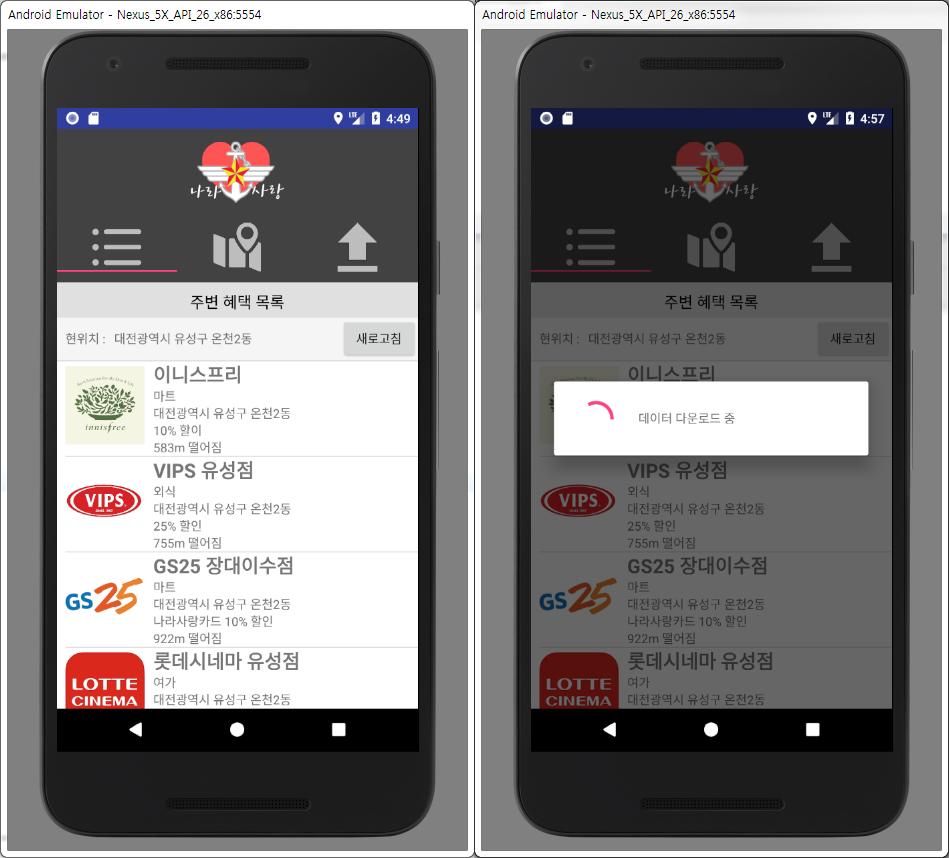 Android Emulator - Nexus_5X_API_26_x86:5554
LTE
4:49
나라 사랑
주변 혜택 목록
현위치 : 대전광역시 유성구 온천2동
새로고침
이니스프리
마트
대전광역시 유성구 온천2동
10% 할이
583m 떨어짐
innisfree
VIPS 유성점
외식
대전광역시 유성구 온천2동
25% 할인
755m 떨어짐
VIPS
GS25 장대이수점
마트
대전광역시 유성구 온천2동
나라사랑카드 10% 할인
922m 떨어짐
GS25
롯데시네마 유성점
여가
대전광역시 유성구 온천2동
LOTTE
CINEMA
Android Emulator - Nexus_5X_API_26_x86:5554
LTE
4:57
나라 사랑
주변 혜택 목록
현위치 : 대전광역시 유성구 온천2동
새로고침
이니스프리
데이터 다운로드 중
VIPS 유성점
외식
대전광역시 유성구 온천2동
25% 할인
755m 떨어짐
VIPS
GS25 장대이수점
마트
대전광역시 유성구 온천2동
나라사랑카드 10% 할인
922m 떨어짐
GS25
롯데시네마 유성점
여가
대전광역시 유성구 온천2동
LOTTE
CINEMA